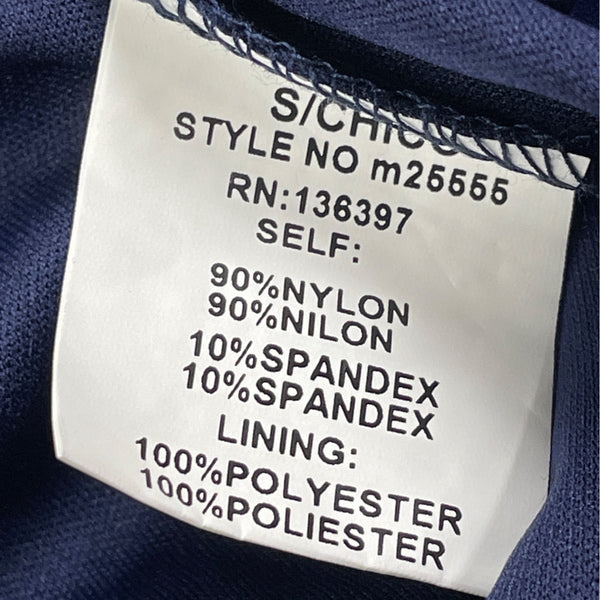 S/CHICO
STYLE NO m25555
RN:136397
SELF:
90%NYLON
90%NILON
10%SPANDEX
10%SPANDEX
LINING:
100%POLYESTER
100%POLIESTER